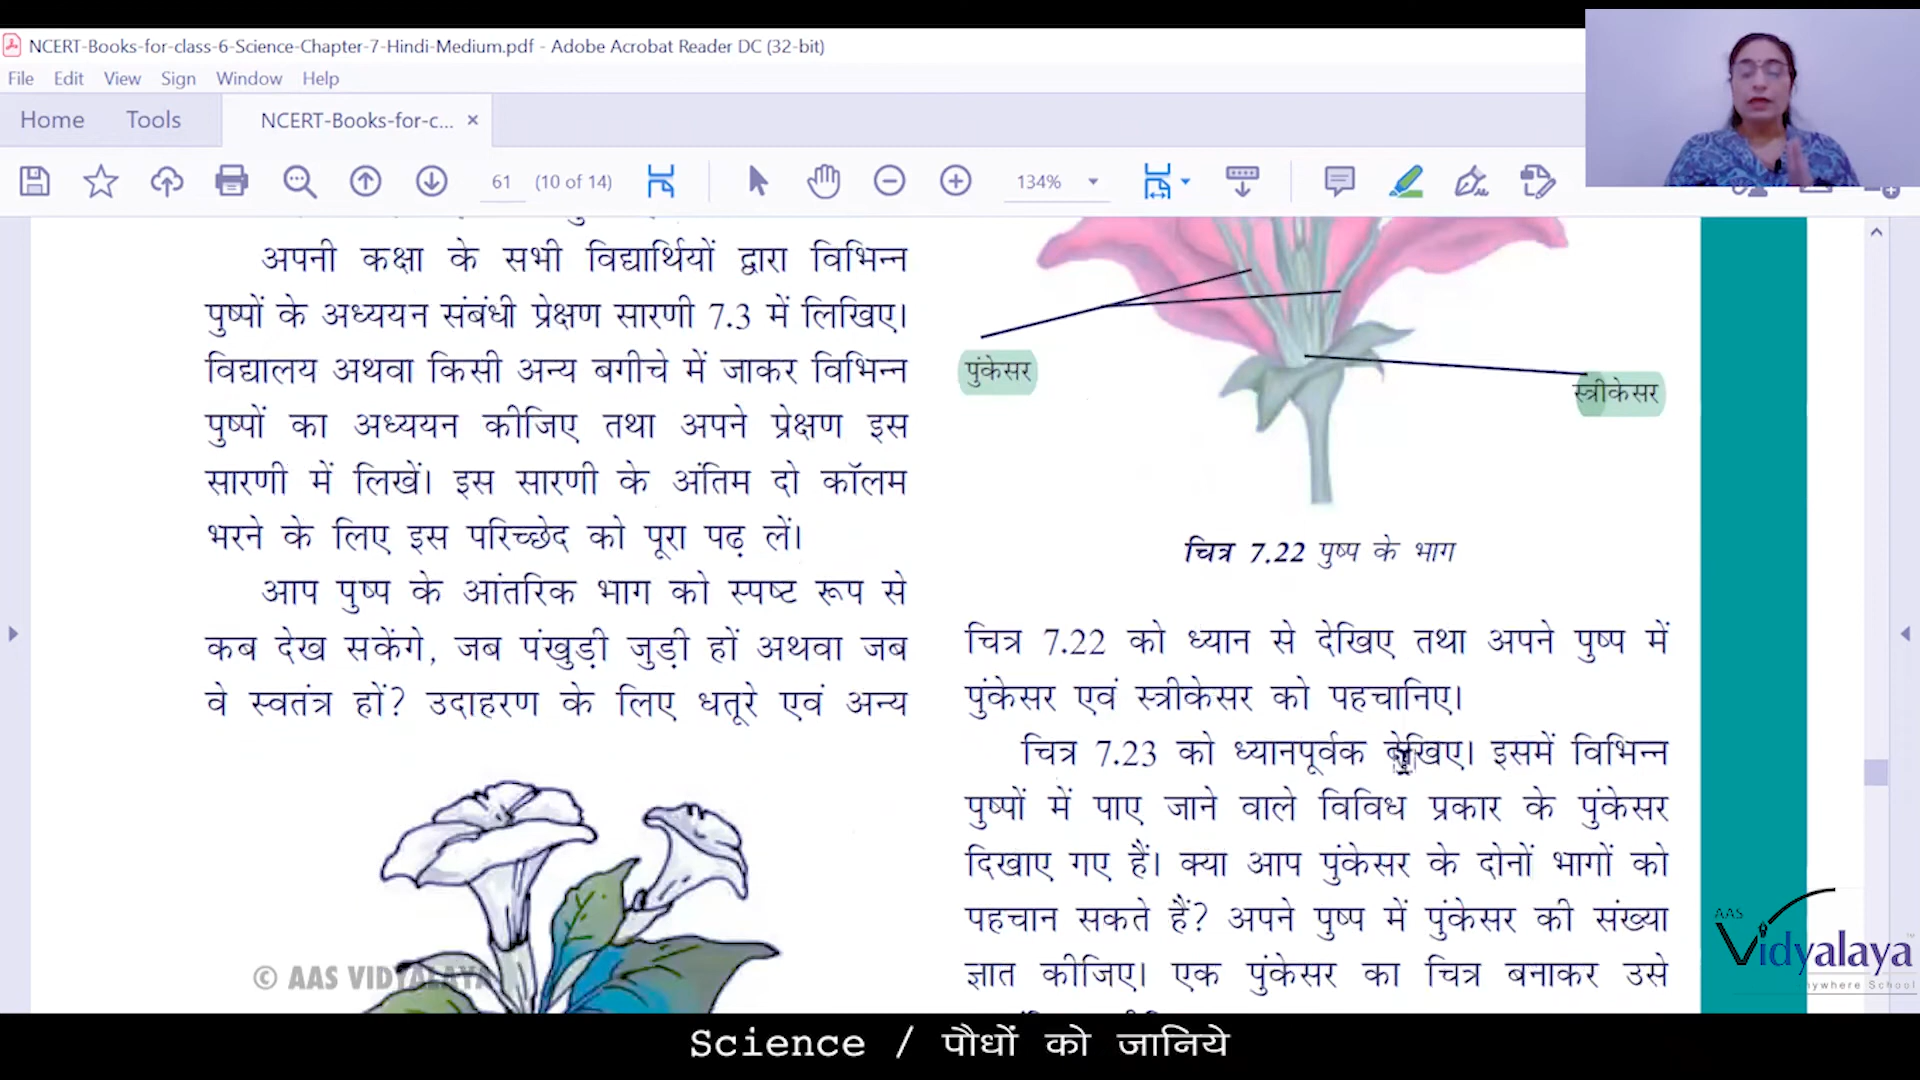 NCERT-Books-for-class-6-Science-Chapter-7-Hindi-Medium.pdf - Adobe Acrobat Reader DC (32-bit)
File Edit View Sign Window Help
Home Tools NCERT-Books-for-c... ×
61 (10 of 14) 134%
अपनी कक्षा के सभी विद्यार्थियों द्वारा विभिन्न
पुष्पों के अध्ययन संबंधी प्रेक्षण सारणी 7.3 में लिखिए।
विद्यालय अथवा किसी अन्य बगीचे में जाकर विभिन्न
पुष्पों का अध्ययन कीजिए तथा अपने प्रेक्षण इस
सारणी में लिखें। इस सारणी के अंतिम दो कॉलम
भरने के लिए इस परिच्छेद को पूरा पढ़ लें।
आप पुष्प के आंतरिक भाग को स्पष्ट रूप से
कब देख सकेंगे, जब पंखुड़ी जुड़ी हों अथवा जब
वे स्वतंत्र हों? उदाहरण के लिए धतूरे एवं अन्य
© AAS VIDYALAYA
पुंकेसर
स्त्रीकेसर
चित्र 7.22 पुष्प के भाग
चित्र 7.22 को ध्यान से देखिए तथा अपने पुष्प में
पुंकेसर एवं स्त्रीकेसर को पहचानिए।
चित्र 7.23 को ध्यानपूर्वक देखिए। इसमें विभिन्न
पुष्पों में पाए जाने वाले विविध प्रकार के पुंकेसर
दिखाए गए हैं। क्या आप पुंकेसर के दोनों भागों को
पहचान सकते हैं? अपने पुष्प में पुंकेसर की संख्या
ज्ञात कीजिए। एक पुंकेसर का चित्र बनाकर उसे
AAS
Vidyalaya
nywhere School
Science / पौधों को जानिये